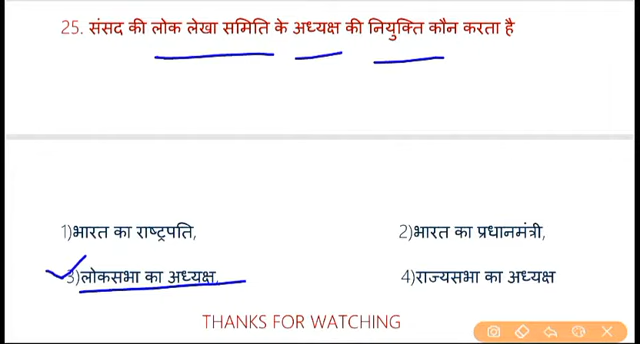 25. संसद की लोक लेखा समिति के अध्यक्ष की नियुक्ति कौन करता है
1)भारत का राष्ट्रपति,
2)भारत का प्रधानमंत्री,
3)लोकसभा का अध्यक्ष,
4)राज्यसभा का अध्यक्ष
THANKS FOR WATCHING